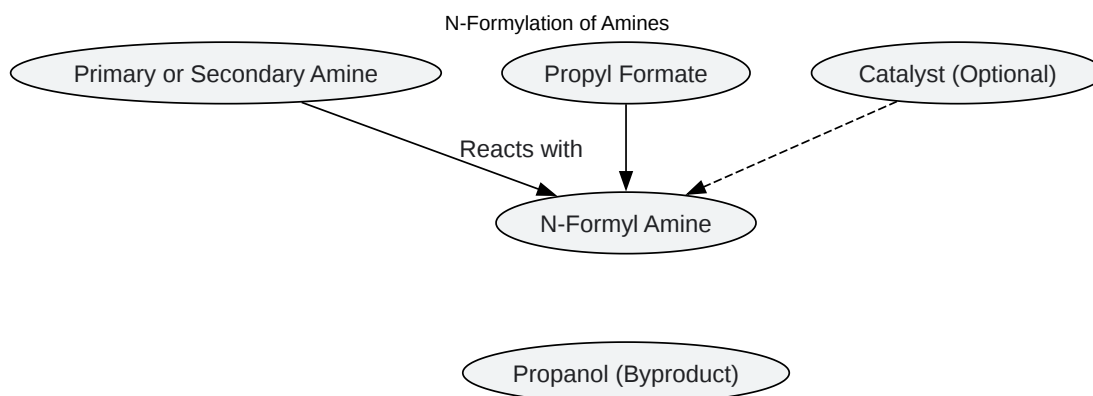 N-Formylation of Amines
Primary or Secondary Amine
Propyl Formate
Catalyst (Optional)
Reacts with
N-Formyl Amine
Propanol (Byproduct)